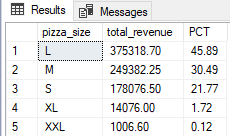 Results Messages
pizza_size total_revenue PCT
1 L 375318.70 45.89
2 M 249382.25 30.49
3 S 178076.50 21.77
4 XL 14076.00 1.72
5 XXL 1006.60 0.12